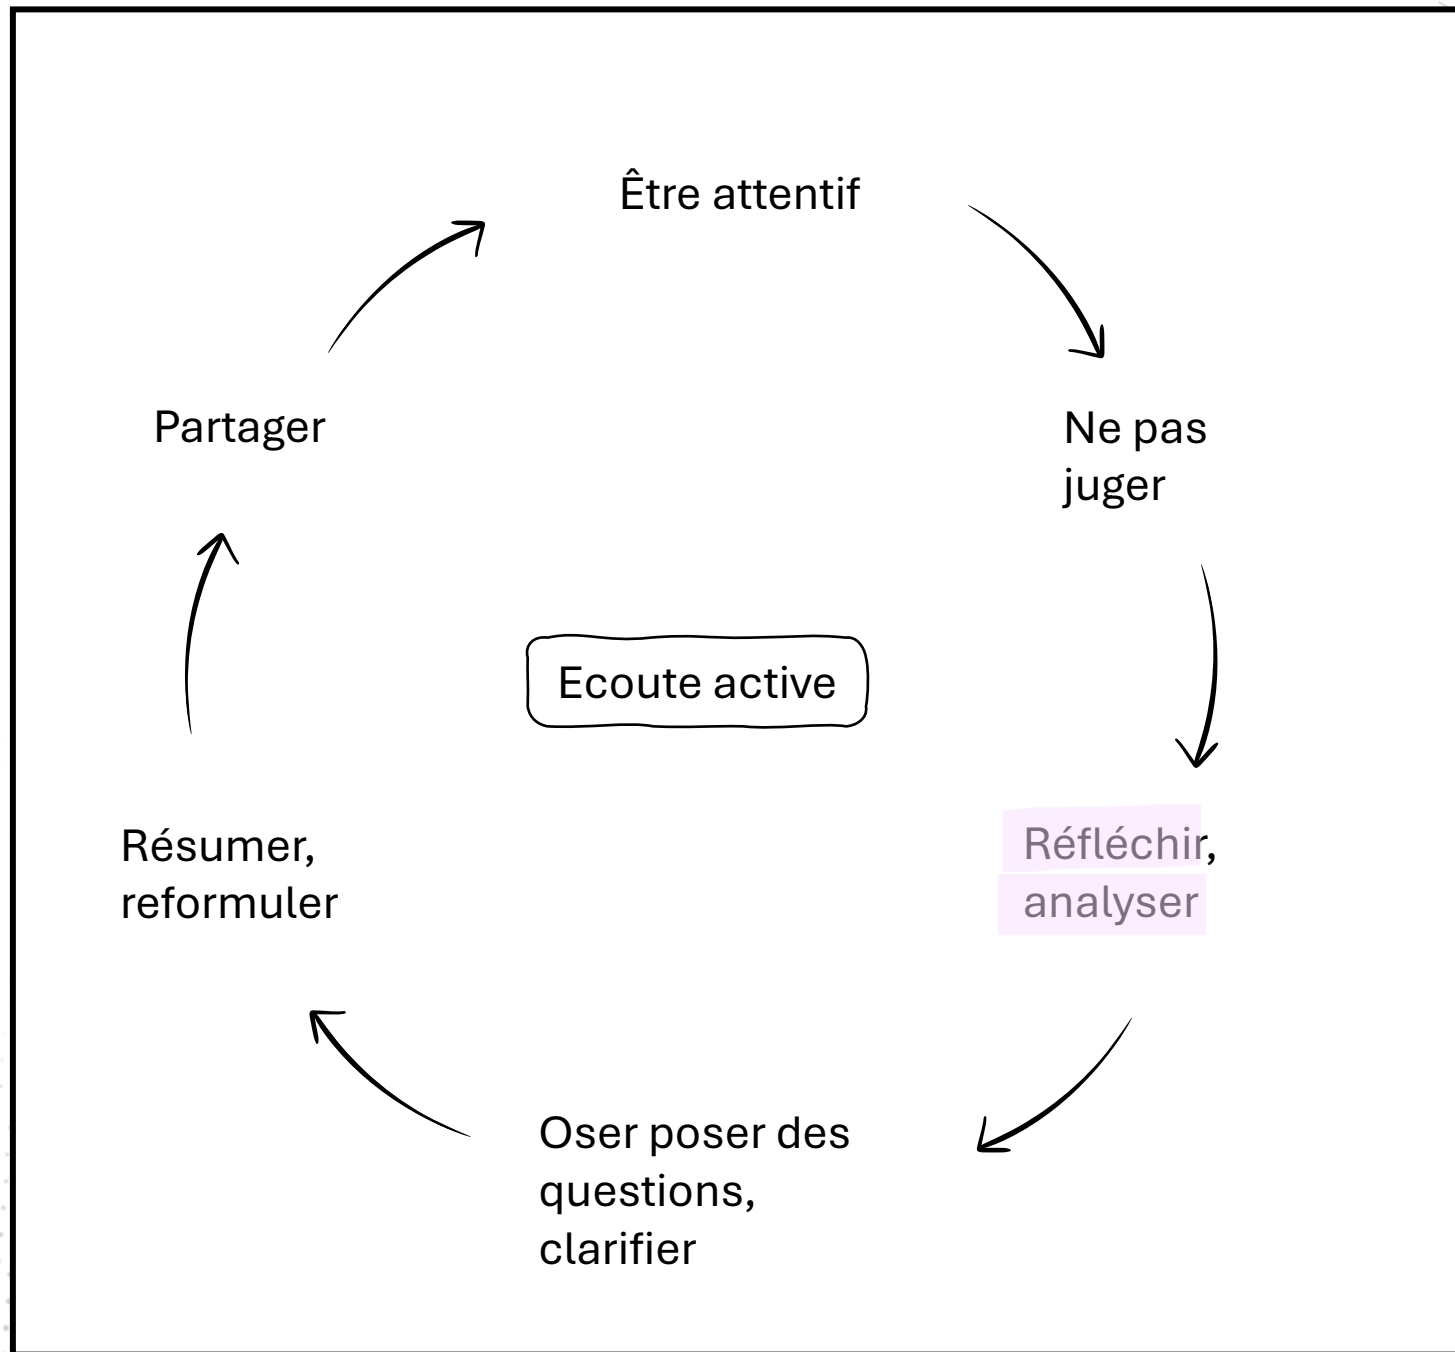 Être attentif
Partager
Ne pas
juger
Ecoute active
Résumer,
reformuler
Réfléchir,
analyser
Oser poser des
questions,
clarifier